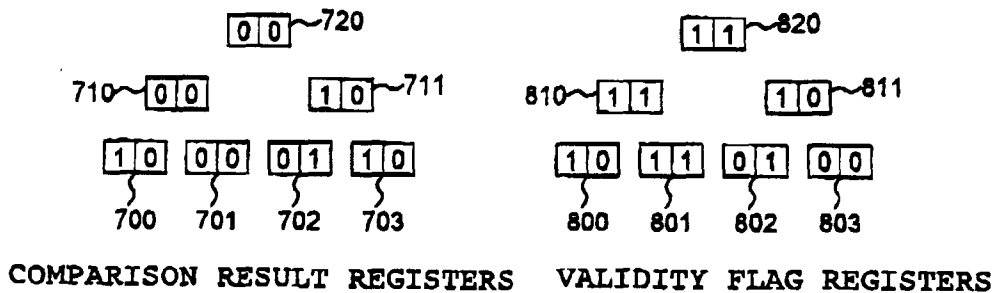 0 0 720 1 1 820
710 0 0 1 0 711 810 1 1 1 0 811
1 0 0 0 0 1 1 0 1 0 1 1 0 1 0 0
700 701 702 703 800 801 802 803
COMPARISON RESULT REGISTERS VALIDITY FLAG REGISTERS